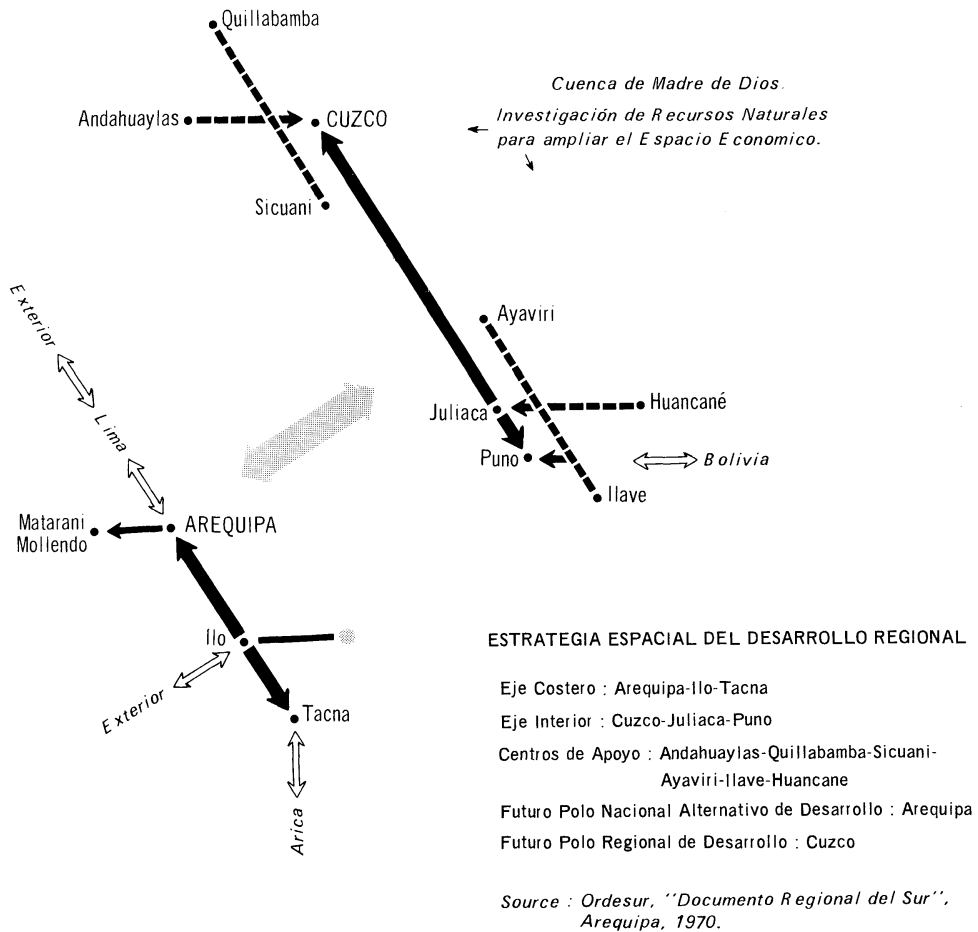 Quillabamba
Andahuaylas
CUZCO
Sicuani
Cuenca de Madre de Dios.
Investigación de Recursos Naturales
para ampliar el Espacio Economico.
Exterior
Lima
Ayaviri
Juliaca
Huancané
Puno
Bolivia
Ilave
Matarani
Mollendo
AREQUIPA
Ilo
Exterior
Tacna
Arica
ESTRATEGIA ESPACIAL DEL DESARROLLO REGIONAL
Eje Costero : Arequipa-Ilo-Tacna
Eje Interior : Cuzco-Juliaca-Puno
Centros de Apoyo : Andahuaylas-Quillabamba-Sicuani-
Ayaviri-Ilave-Huancane
Futuro Polo Nacional Alternativo de Desarrollo : Arequipa
Futuro Polo Regional de Desarrollo : Cuzco
Source : Ordesur, ''Documento Regional del Sur'',
Arequipa, 1970.